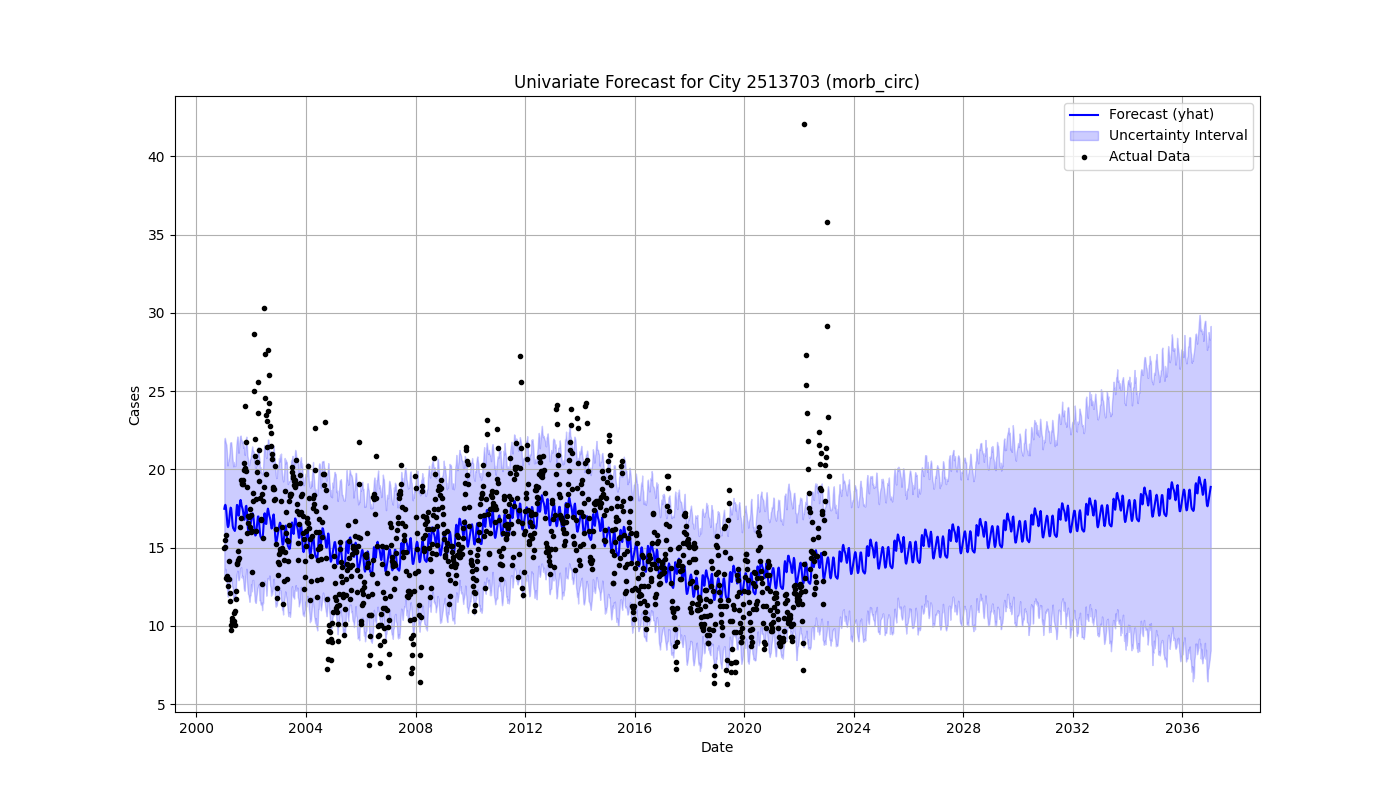 Univariate Forecast for City 2513703 (morb_circ)
Forecast (yhat)
Uncertainty Interval
Actual Data
Cases
40
35
30
25
20
15
10
5
2000 2004 2008 2012 2016 2020 2024 2028 2032 2036
Date